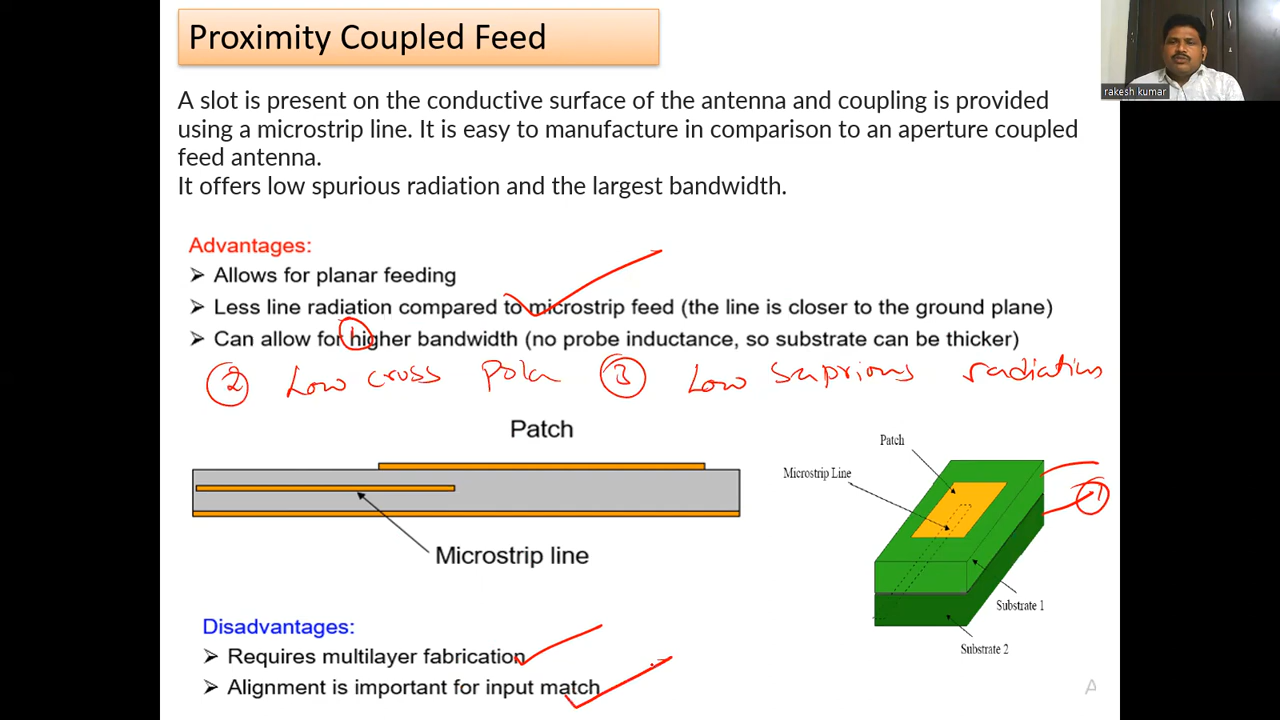 Proximity Coupled Feed
rakesh kumar
A slot is present on the conductive surface of the antenna and coupling is provided
using a microstrip line. It is easy to manufacture in comparison to an aperture coupled
feed antenna.
It offers low spurious radiation and the largest bandwidth.
Advantages:
➢ Allows for planar feeding
➢ Less line radiation compared to microstrip feed (the line is closer to the ground plane)
➢ Can allow for higher bandwidth (no probe inductance, so substrate can be thicker)
1
2 Low cross pola 3 Low suprious radiation
Patch
Microstrip line
Patch
Microstrip Line
1
Substrate 1
Substrate 2
Disadvantages:
➢ Requires multilayer fabrication
➢ Alignment is important for input match
A